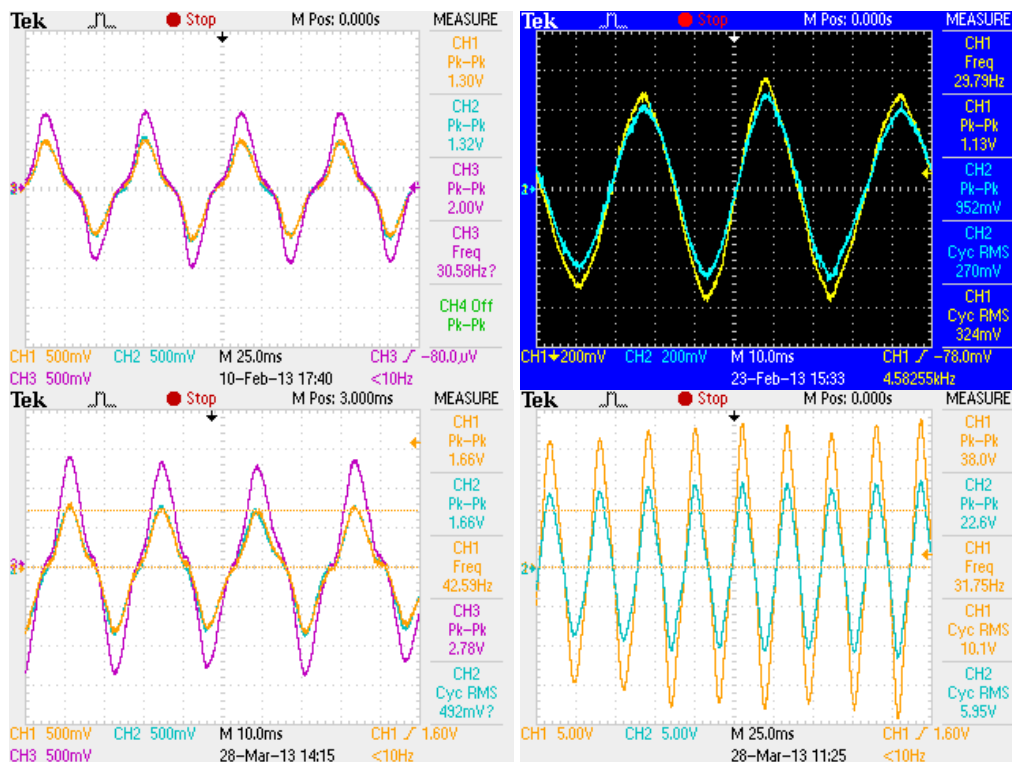 Tek Stop M Pos: 0.000s MEASURE
CH1
Pk-Pk
1.30V
CH2
Pk-Pk
1.32V
CH3
Pk-Pk
2.00V
CH3
Freq
30.58Hz?
CH4 Off
Pk-Pk
3
CH1 500mV CH2 500mV M 25.0ms CH3 -80.0µV
CH3 500mV 10-Feb-13 17:40 <10Hz
Tek Stop M Pos: 0.000s MEASURE
CH1
Freq
29.79Hz
CH1
Pk-Pk
1.13V
CH2
Pk-Pk
952mV
CH2
Cyc RMS
270mV
CH1
Cyc RMS
324mV
CH1 200mV CH2 200mV M 10.0ms CH1 -78.0mV
23-Feb-13 15:33 4.58255kHz
Tek Stop M Pos: 3.000ms MEASURE
CH1
Pk-Pk
1.66V
CH2
Pk-Pk
1.66V
CH1
Freq
42.59Hz
CH3
Pk-Pk
2.78V
CH2
Cyc RMS
492mV?
2
CH1 500mV CH2 500mV M 10.0ms CH1 1.60V
CH3 500mV 28-Mar-13 14:15 <10Hz
Tek Stop M Pos: 0.000s MEASURE
CH1
Pk-Pk
38.0V
CH2
Pk-Pk
22.6V
CH1
Freq
31.75Hz
CH1
Cyc RMS
10.1V
CH2
Cyc RMS
5.95V
2
CH1 5.00V CH2 5.00V M 25.0ms CH1 1.60V
28-Mar-13 11:25 <10Hz